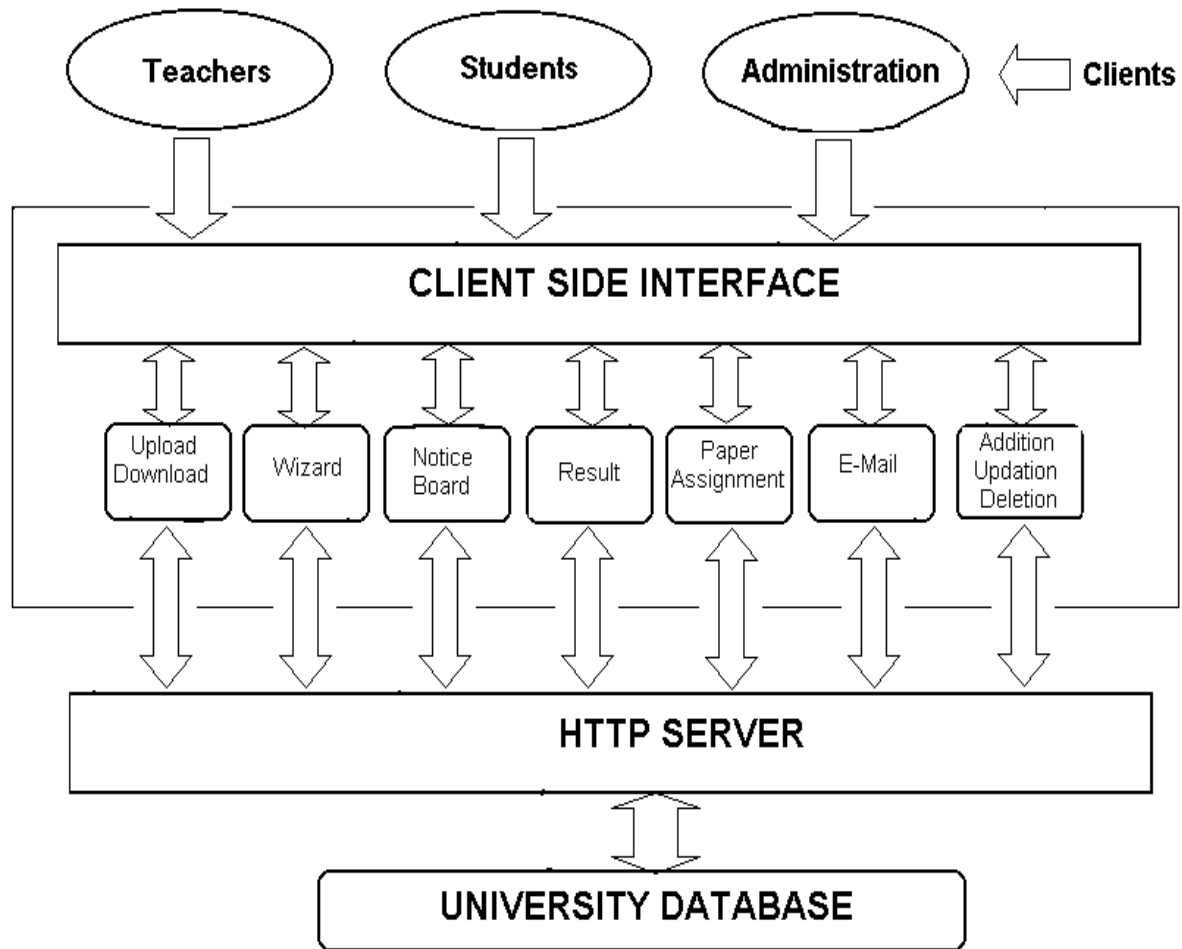 Teachers
Students
Administration
Clients
CLIENT SIDE INTERFACE
Upload
Download
Wizard
Notice
Board
Result
Paper
Assignment
E-Mail
Addition
Updation
Deletion
HTTP SERVER
UNIVERSITY DATABASE